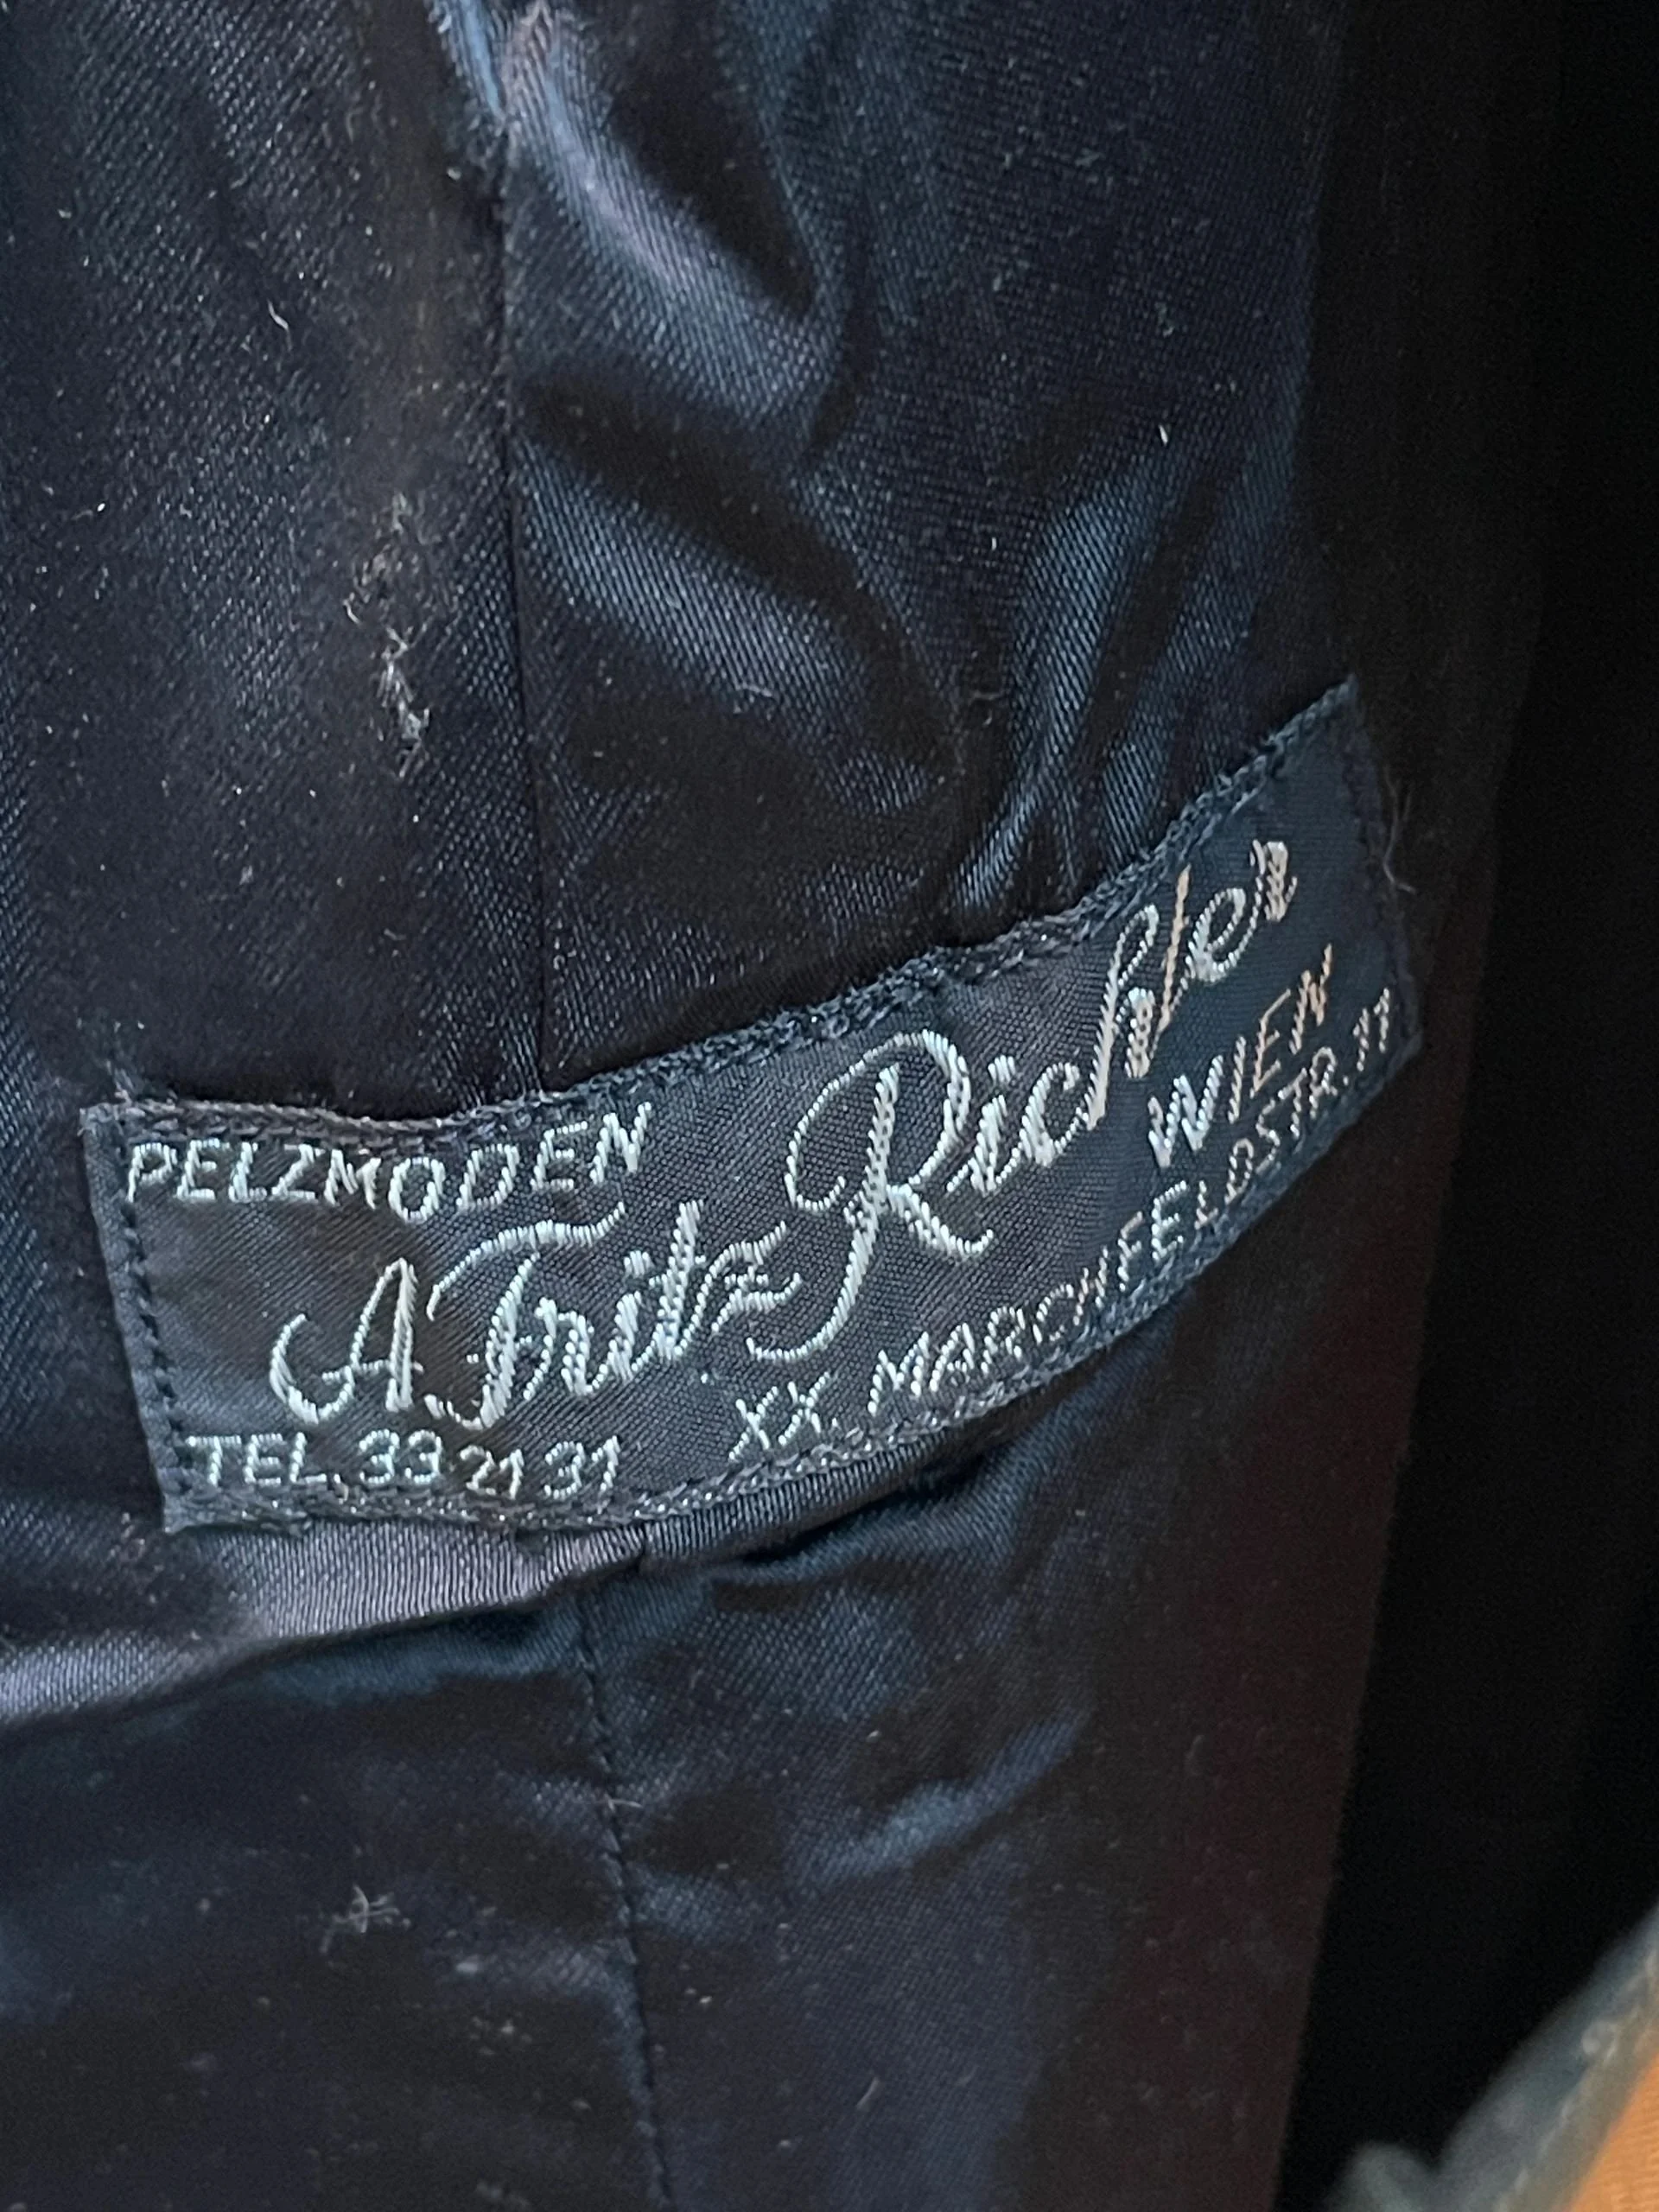 PELZMODEN
A. Fritz Richter
WIEN
TEL. 33 21 31 XX. MARCHFELDSTR. 11